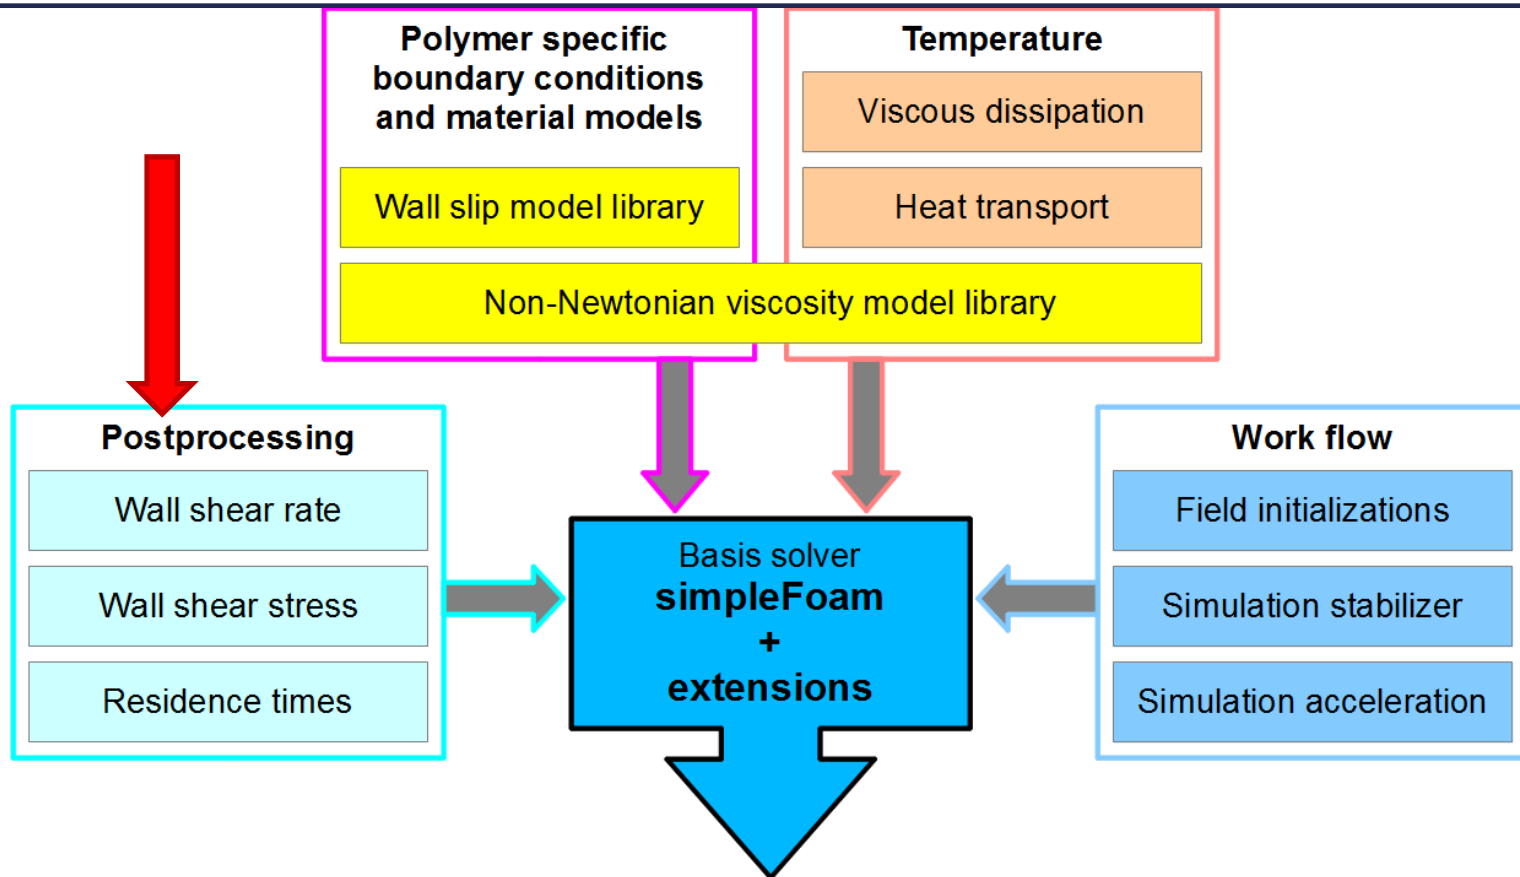 Polymer specific
boundary conditions
and material models
Wall slip model library
Temperature
Viscous dissipation
Heat transport
Non-Newtonian viscosity model library
Postprocessing
Wall shear rate
Wall shear stress
Residence times
Basis solver
simpleFoam
+
extensions
Work flow
Field initializations
Simulation stabilizer
Simulation acceleration